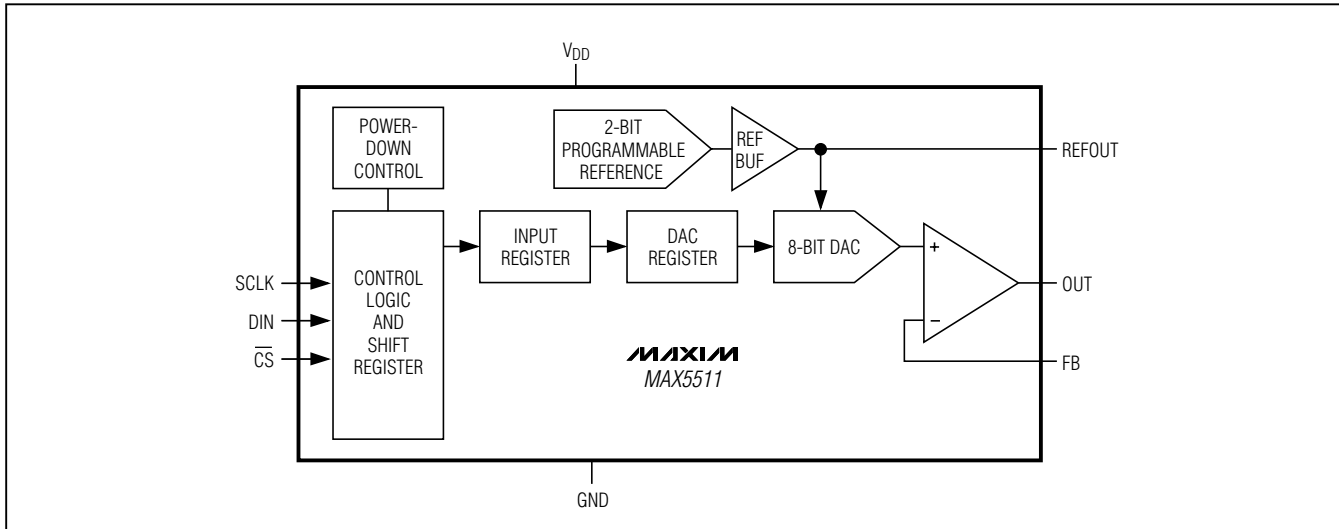 VDD
POWER-
DOWN
CONTROL
2-BIT
PROGRAMMABLE
REFERENCE
REF
BUF
REFOUT
SCLK
DIN
CS
CONTROL
LOGIC
AND
SHIFT
REGISTER
INPUT
REGISTER
DAC
REGISTER
8-BIT DAC
+
−
OUT
FB
MAXIM
MAX5511
GND